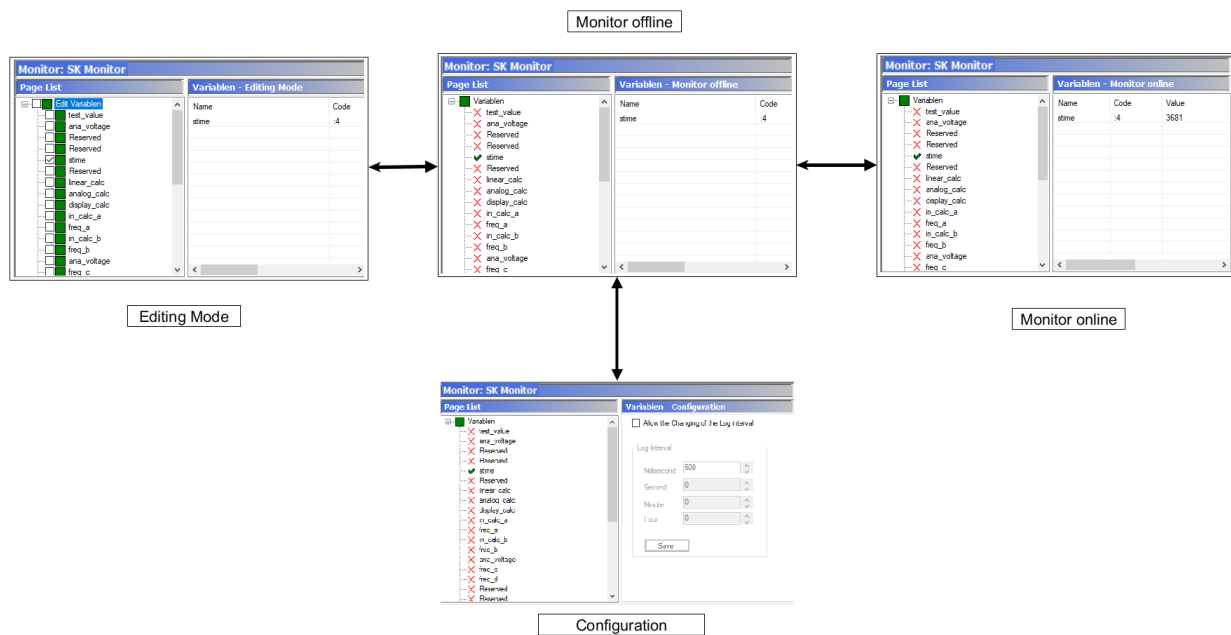 Monitor offline
Monitor: SK Monitor
Page List
Variablen - Editing Mode
Edit Variablen
test_value
ana_voltage
Reserved
Reserved
stime
Reserved
linear_calc
analog_calc
display_calc
in_calc_a
freq_a
in_calc_b
freq_b
ana_voltage
freq_c
Name
Code
stime
:4
Editing Mode
Monitor: SK Monitor
Page List
Variablen - Monitor offline
Variablen
test_value
ana_voltage
Reserved
Reserved
stime
Reserved
linear_calc
analog_calc
display_calc
in_calc_a
freq_a
in_calc_b
freq_b
ana_voltage
freq_c
Name
Code
stime
:4
Monitor: SK Monitor
Page List
Variablen - Monitor online
Variablen
test_value
ana_voltage
Reserved
Reserved
stime
Reserved
linear_calc
analog_calc
display_calc
in_calc_a
freq_a
in_calc_b
freq_b
ana_voltage
freq_c
Name
Code
Value
stime
:4
3681
Monitor online
Monitor: SK Monitor
Page List
Variablen Configuration
Variablen
test_value
ana_voltage
Reserved
Reserved
stime
Reserved
linear_calc
analog_calc
display_calc
in_calc_a
freq_a
in_calc_b
freq_b
ana_voltage
freq_c
freq_d
Reserved
Reserved
Allow the Changing of the Log interval
Log Interval
Millisecond
500
Second
0
Minute
0
Hour
0
Save
Configuration